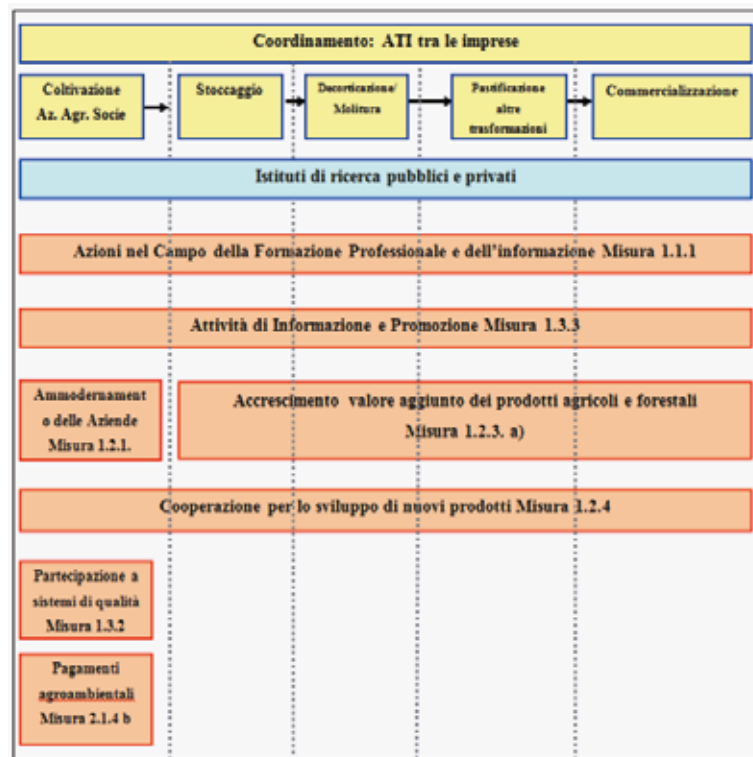 Coordinamento: ATI tra le imprese
Coltivazione
Az. Agr. Socie
Stoccaggio
Decorticazione/
Molitura
Pastificazione
altre
trasformazioni
Commercializzazione
Istituti di ricerca pubblici e privati
Azioni nel Campo della Formazione Professionale e dell'informazione Misura 1.1.1
Attività di Informazione e Promozione Misura 1.3.3
Ammodernament
o delle Aziende
Misura 1.2.1.
Accrescimento valore aggiunto dei prodotti agricoli e forestali
Misura 1.2.3. a)
Cooperazione per lo sviluppo di nuovi prodotti Misura 1.2.4
Partecipazione a
sistemi di qualità
Misura 1.3.2
Pagamenti
agroambientali
Misura 2.1.4 b